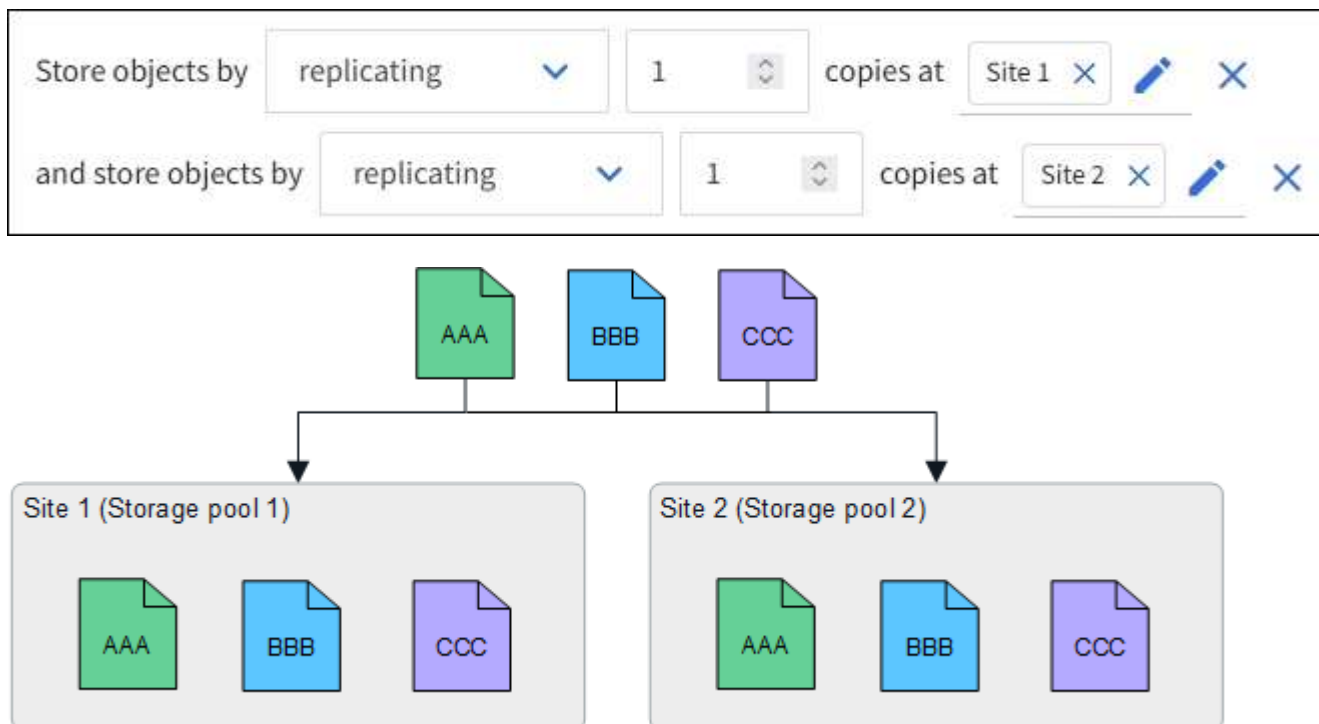 Store objects by replicating 1 copies at Site 1
and store objects by replicating 1 copies at Site 2
AAA BBB CCC
Site 1 (Storage pool 1)
AAA BBB CCC
Site 2 (Storage pool 2)
AAA BBB CCC